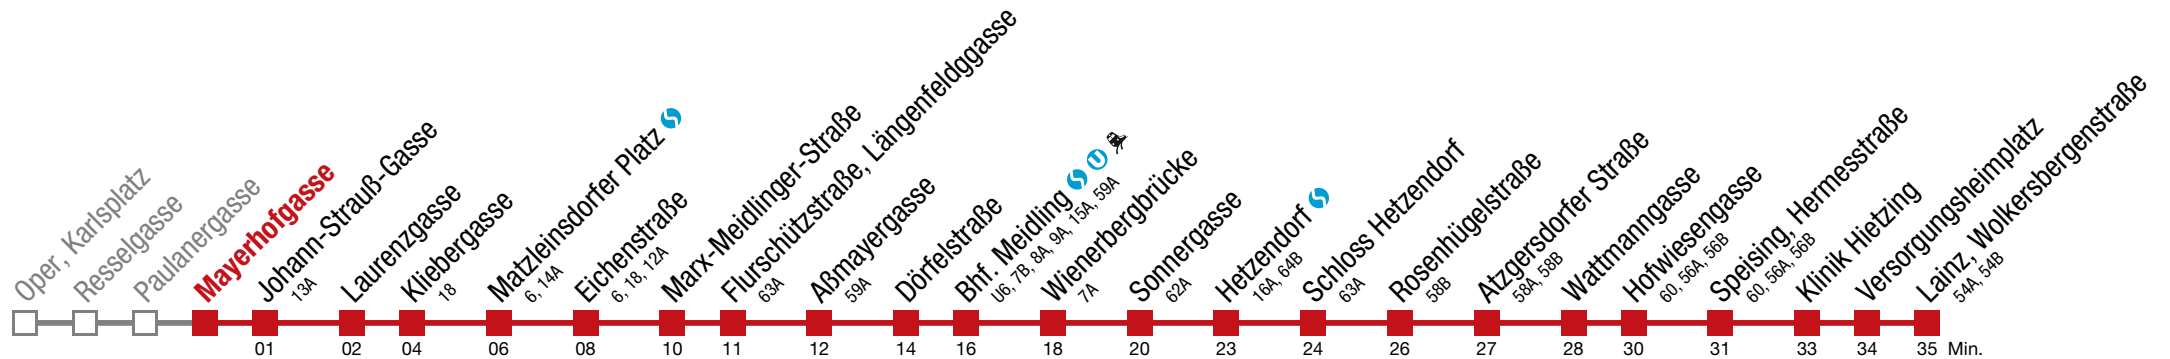 Oper, Karlsplatz
Resselgasse
Paulanergasse
Mayerhofgasse
Johann-Strauß-Gasse
13A
Laurenzgasse
Kliebergasse
18
Matzleinsdorfer Platz
6, 14A
Eichenstraße
6, 18, 12A
Marx-Meidlinger-Straße
Flurschützstraße, Längenfeldggasse
63A
Aßmayergasse
59A
Dörfelstraße
Bhf. Meidling U
U6, 7B, 8A, 9A, 15A, 59A
Wienerbergbrücke
7A
Sonnergasse
62A
Hetzendorf
16A, 64B
Schloss Hetzendorf
63A
Rosenhügelstraße
58B
Atzgersdorfer Straße
58A, 58B
Wattmanngasse
Hofwiesengasse
60, 56A, 56B
Speising, Hermesstraße
60, 56A, 56B
Klinik Hietzing
Versorgungsheimplatz
Lainz, Wolkersbergenstraße
54A, 54B
01 02 04 06 08 10 11 12 14 16 18 20 23 24 26 27 28 30 31 33 34 35 Min.